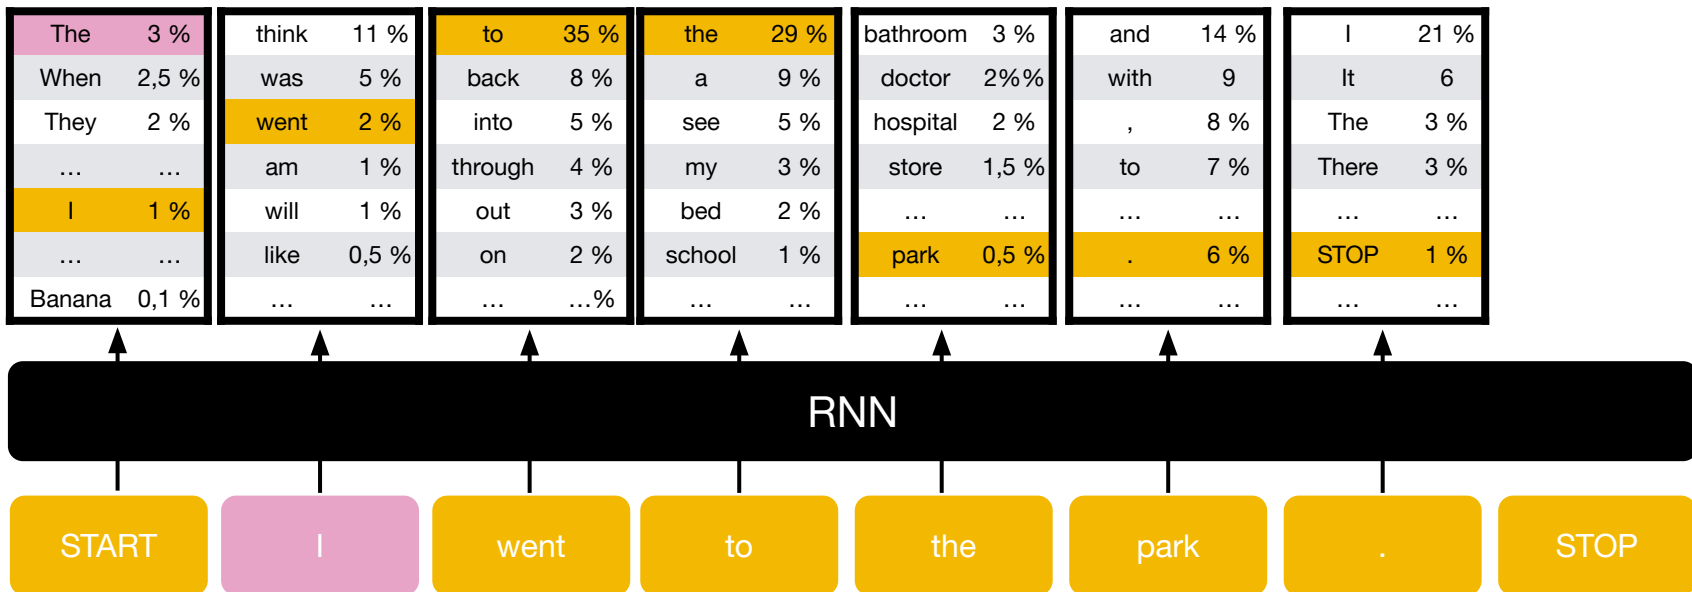 The 3 % think 11 % to 35 % the 29 % bathroom 3 % and 14 % I 21 %
When 2,5 % was 5 % back 8 % a 9 % doctor 2%% with 9 It 6
They 2 % went 2 % into 5 % see 5 % hospital 2 % , 8 % The 3 %
... ... am 1 % through 4 % my 3 % store 1,5 % to 7 % There 3 %
I 1 % will 1 % out 3 % bed 2 % ... ... ... ... ... ...
... ... like 0,5 % on 2 % school 1 % park 0,5 % . 6 % STOP 1 %
Banana 0,1 % ... ... ... ...% ... ... ... ... ... ... ... ...
RNN
START I went to the park . STOP